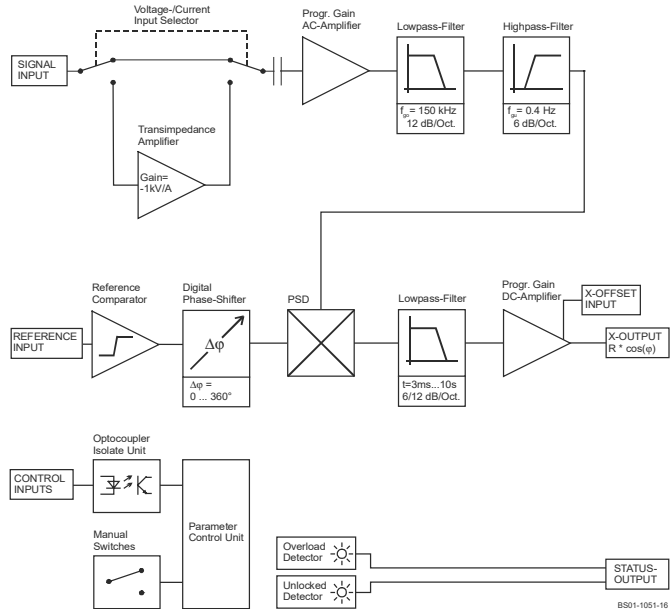 Voltage-/Current
Input Selector
Progr. Gain
AC-Amplifier
Lowpass-Filter
Highpass-Filter
SIGNAL
INPUT
fgo = 150 kHz
12 dB/Oct.
fgu = 0.4 Hz
6 dB/Oct.
Transimpedance
Amplifier
Gain=
-1kV/A
Reference
Comparator
Digital
Phase-Shifter
PSD
Lowpass-Filter
Progr. Gain
DC-Amplifier
X-OFFSET
INPUT
REFERENCE
INPUT
Δφ
X-OUTPUT
R * cos(φ)
Δφ =
0 ... 360°
t=3ms...10s
6/12 dB/Oct.
Optocoupler
Isolate Unit
CONTROL
INPUTS
Parameter
Control Unit
Manual
Switches
Overload
Detector
Unlocked
Detector
STATUS-
OUTPUT
BS01-1051-16